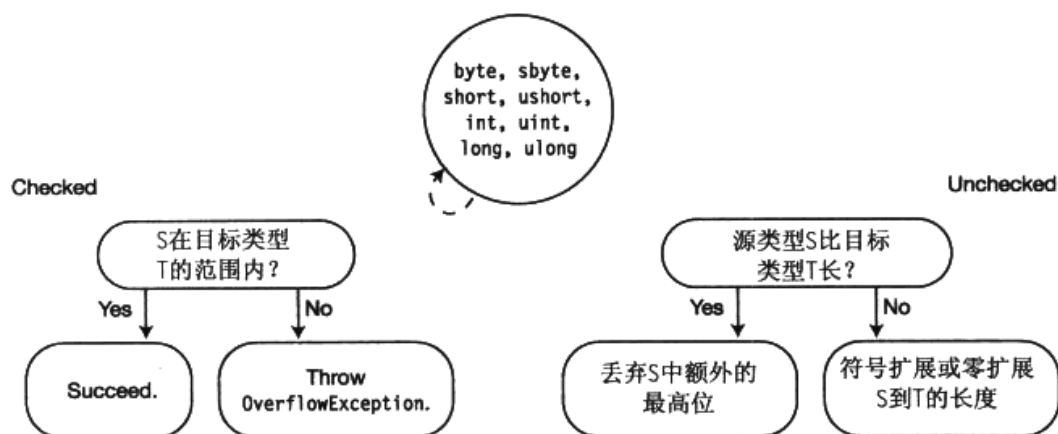 byte, sbyte,
short, ushort,
int, uint,
long, ulong
Checked
Unchecked
S在目标类型
T的范围内?
源类型S比目标
类型T长?
Yes
No
Yes
No
Succeed.
Throw
OverflowException.
丢弃S中额外的
最高位
符号扩展或零扩展
S到T的长度